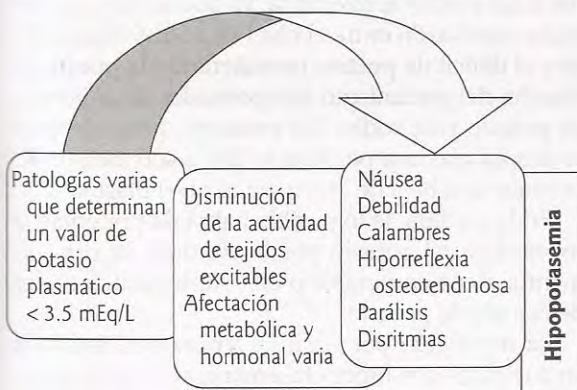 Patologías varias
que determinan
un valor de
potasio
plasmático
< 3.5 mEq/L
Disminución
de la actividad
de tejidos
excitables
Afectación
metabólica y
hormonal varia
Náusea
Debilidad
Calambres
Hiporreflexia
osteotendinosa
Parálisis
Disritmias
Hipopotasemia